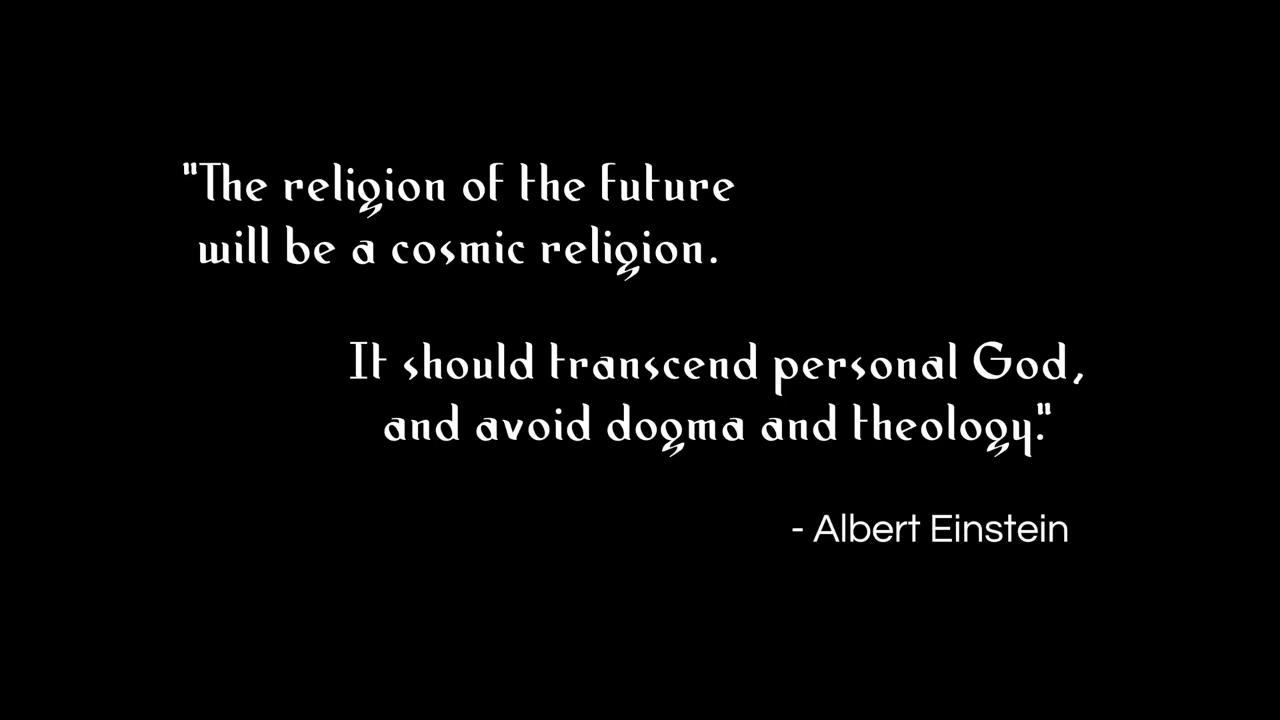 "The religion of the future
will be a cosmic religion.
It should transcend personal God,
and avoid dogma and theology."
- Albert Einstein